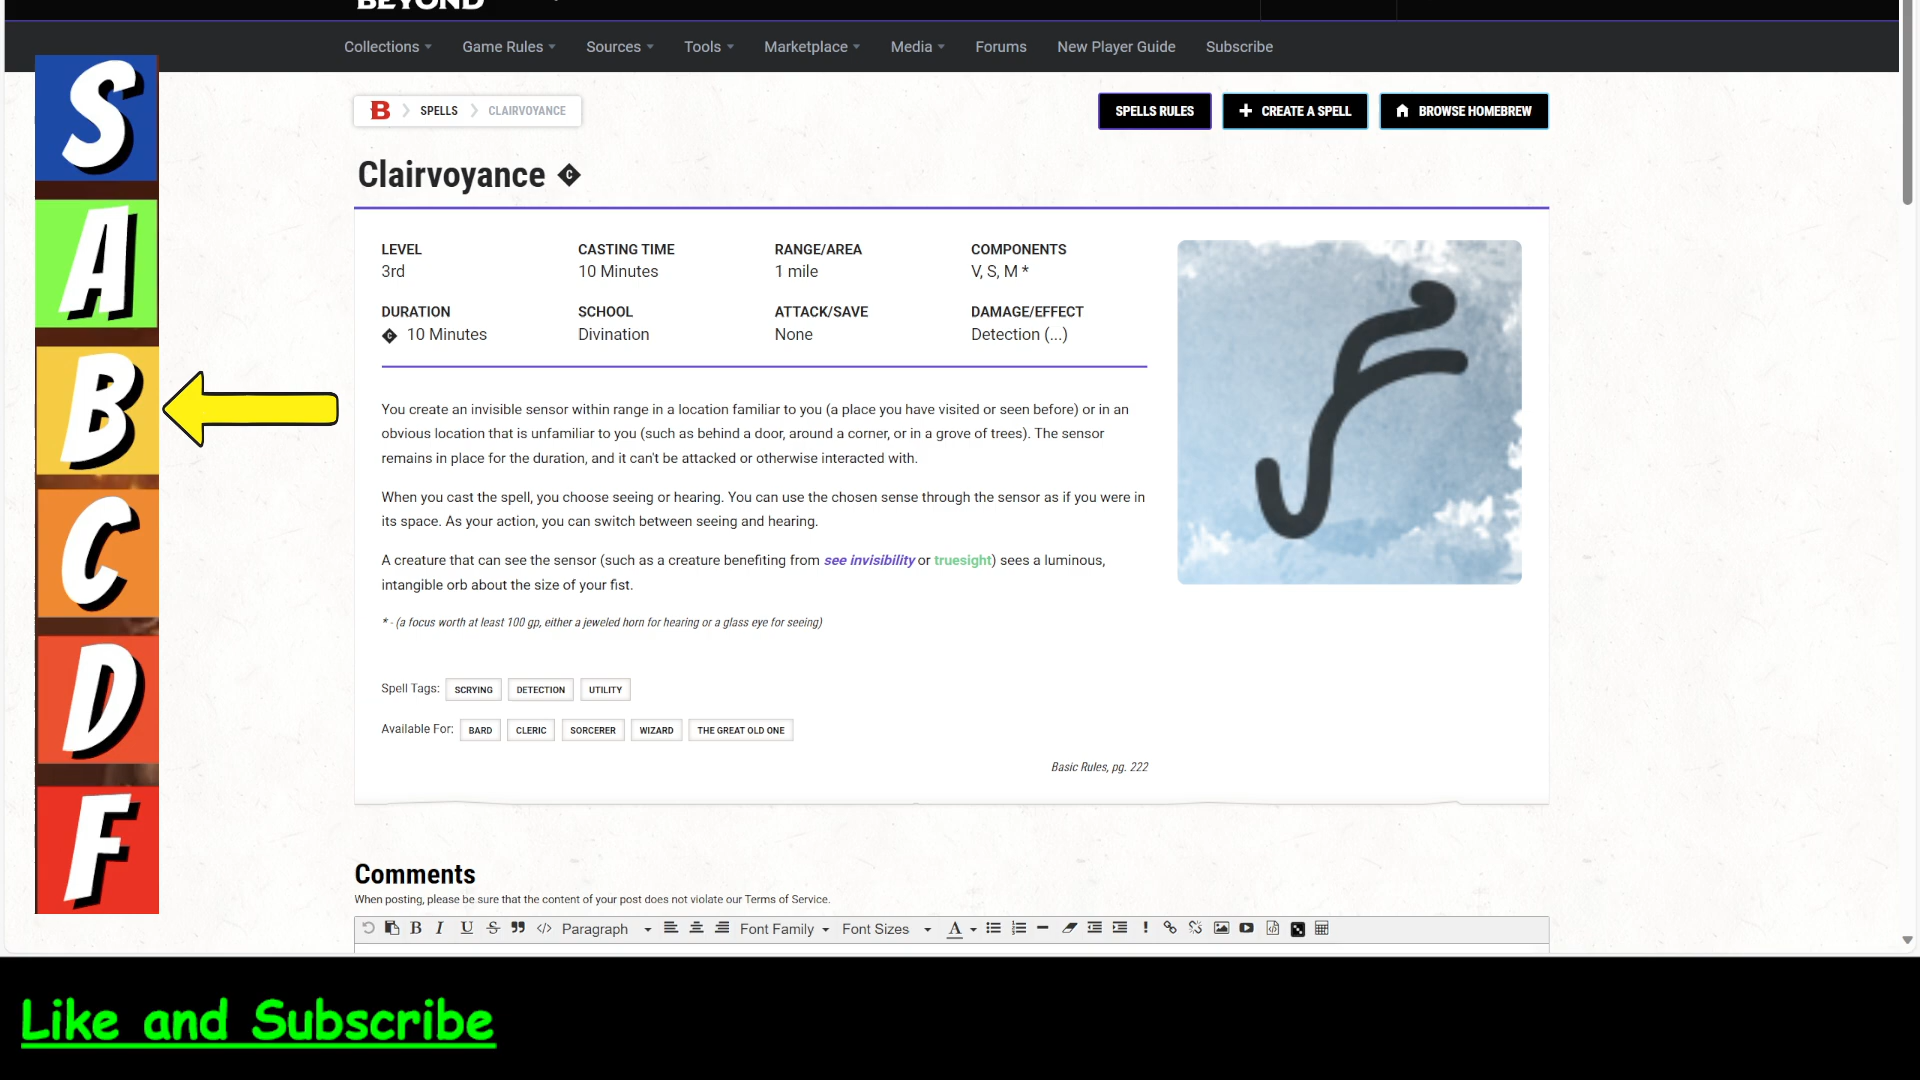 BEYOND
Collections Game Rules Sources Tools Marketplace Media Forums New Player Guide Subscribe
S
A
B
C
D
F
B SPELLS CLAIRVOYANCE
SPELLS RULES
CREATE A SPELL
BROWSE HOMEBREW
Clairvoyance C
LEVEL
3rd
CASTING TIME
10 Minutes
RANGE/AREA
1 mile
COMPONENTS
V, S, M *
DURATION
C 10 Minutes
SCHOOL
Divination
ATTACK/SAVE
None
DAMAGE/EFFECT
Detection (...)
You create an invisible sensor within range in a location familiar to you (a place you have visited or seen before) or in an
obvious location that is unfamiliar to you (such as behind a door, around a corner, or in a grove of trees). The sensor
remains in place for the duration, and it can't be attacked or otherwise interacted with.
When you cast the spell, you choose seeing or hearing. You can use the chosen sense through the sensor as if you were in
its space. As your action, you can switch between seeing and hearing.
A creature that can see the sensor (such as a creature benefiting from see invisibility or truesight) sees a luminous,
intangible orb about the size of your fist.
* - (a focus worth at least 100 gp, either a jeweled horn for hearing or a glass eye for seeing)
Spell Tags: SCRYING DETECTION UTILITY
Available For: BARD CLERIC SORCERER WIZARD THE GREAT OLD ONE
Basic Rules, pg. 222
Comments
When posting, please be sure that the content of your post does not violate our Terms of Service.
B I U S Paragraph Font Family Font Sizes A
Like and Subscribe